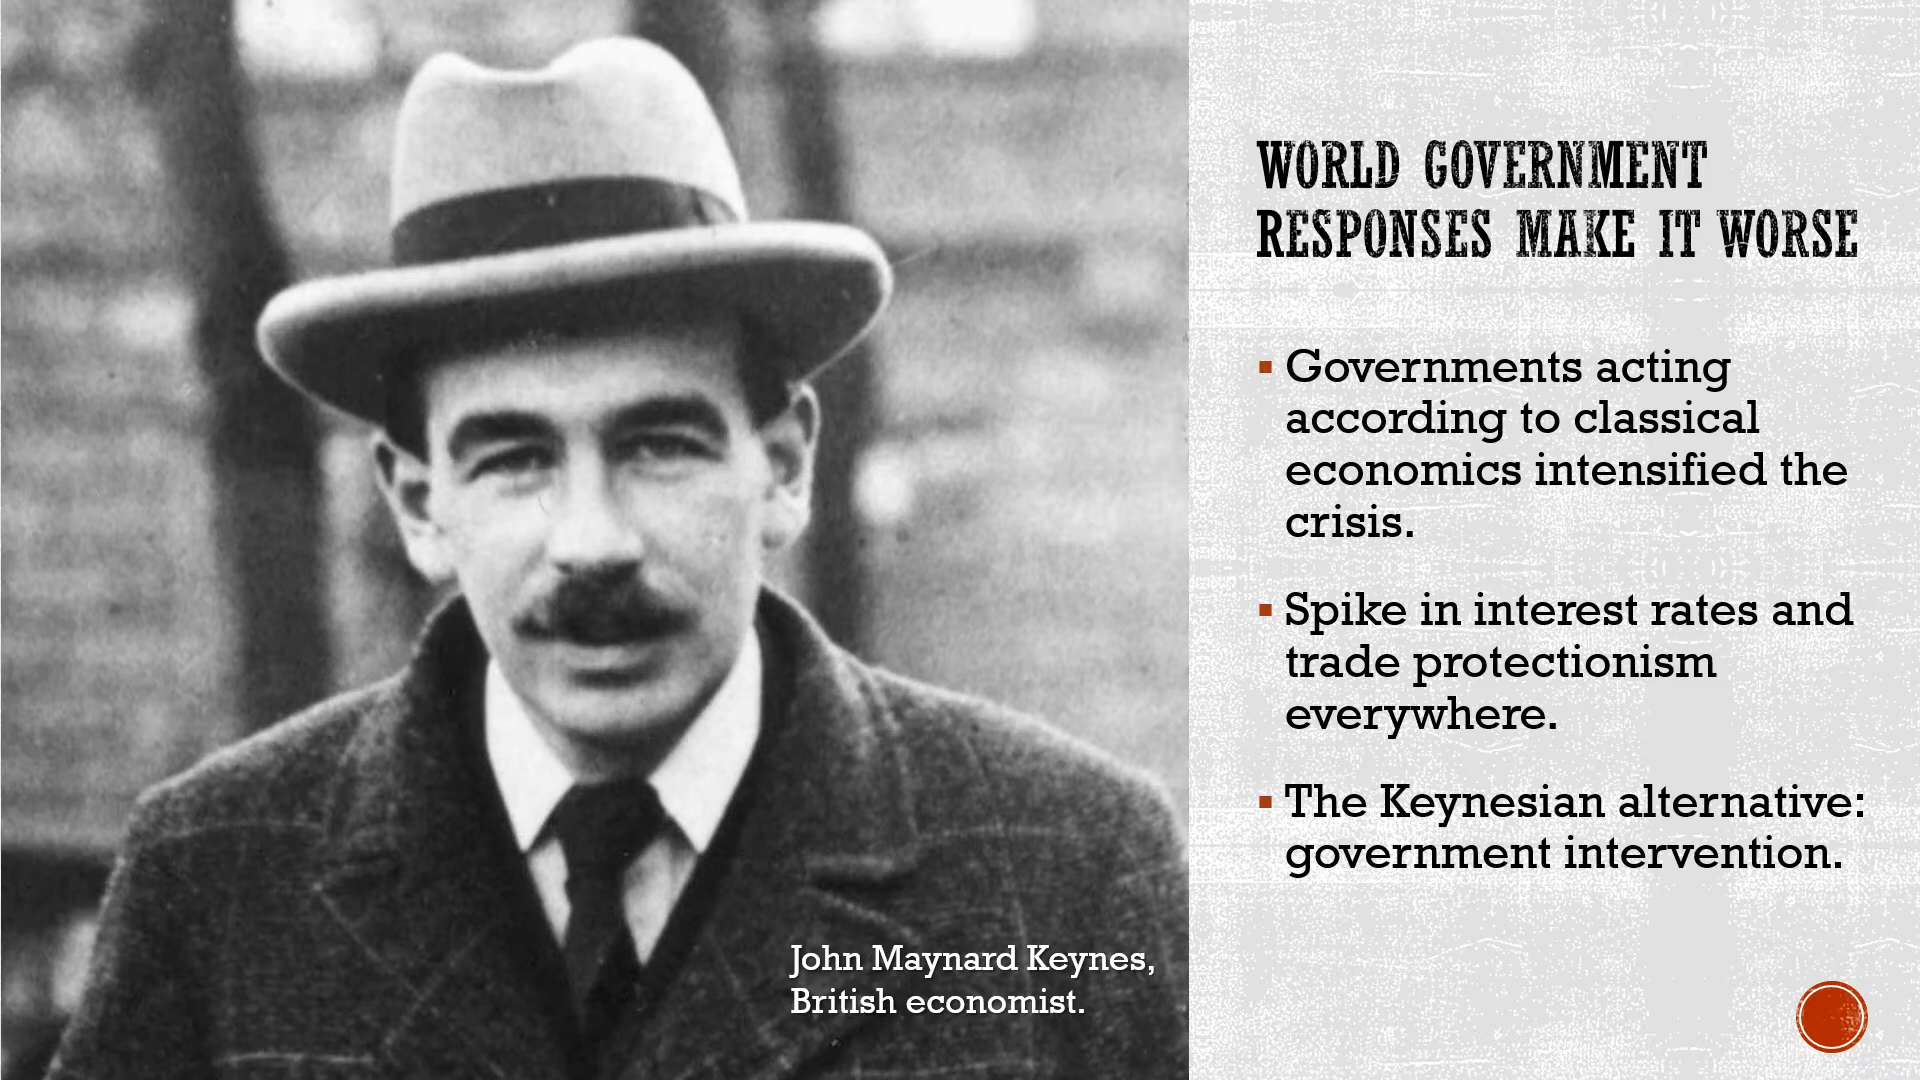 WORLD GOVERNMENT
RESPONSES MAKE IT WORSE
▪ Governments acting
according to classical
economics intensified the
crisis.
▪ Spike in interest rates and
trade protectionism
everywhere.
▪ The Keynesian alternative:
government intervention.
John Maynard Keynes,
British economist.